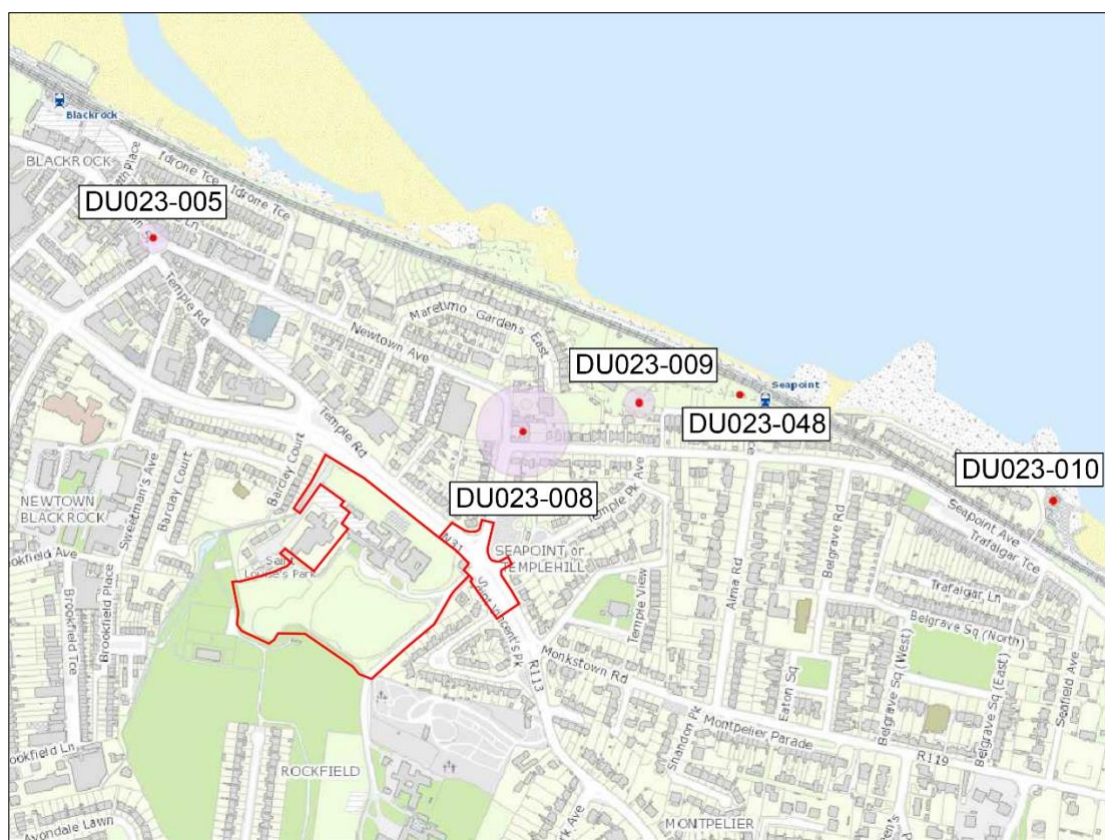 Blackrock
BLACKROCK
Idrone Tce
Idrone Tce
DU023-005
Temple Rd
Maretimo Gardens East
Newtown Ave
DU023-009
Seapoint
DU023-048
Temple Rd
DU023-010
Barclay Court
NEWTOWN
BLACKROCK
Sweetman's Ave
Barclay Court
DU023-008
Temple Pk Ave
Seapoint Ave
Trafalgar Tce
N31
SEAPOINT or
TEMPLEHILL
Alma Rd
Belgrave Rd
Brookfield Place
Brookfield Tce
Saint Vincent's Pk
Temple View
Trafalgar Ln
Belgrave Sq (North)
Monkstown Rd
R113
Eaton Sq
Belgrave Sq (West)
Belgrave Sq (East)
Seafield Ave
Shandon Pk
Montpelier Parade
R119
ROCKFIELD
Avondale Lawn
MONTPELIER